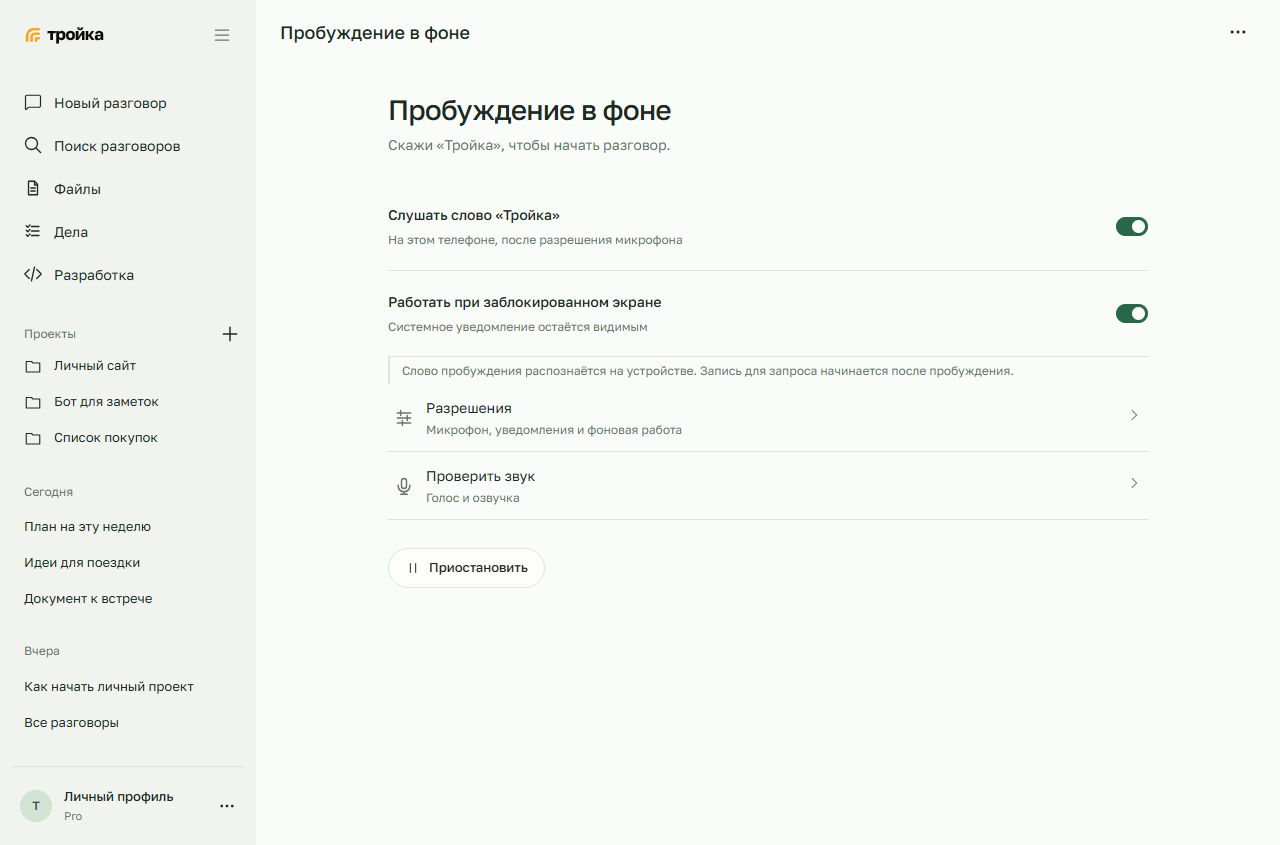 тройка
Новый разговор
Поиск разговоров
Файлы
Дела
Разработка
Проекты
Личный сайт
Бот для заметок
Список покупок
Сегодня
План на эту неделю
Идеи для поездки
Документ к встрече
Вчера
Как начать личный проект
Все разговоры
Т
Личный профиль
Pro
Пробуждение в фоне
Пробуждение в фоне
Скажи «Тройка», чтобы начать разговор.
Слушать слово «Тройка»
На этом телефоне, после разрешения микрофона
Работать при заблокированном экране
Системное уведомление остаётся видимым
Слово пробуждения распознаётся на устройстве. Запись для запроса начинается после пробуждения.
Разрешения
Микрофон, уведомления и фоновая работа
Проверить звук
Голос и озвучка
Приостановить